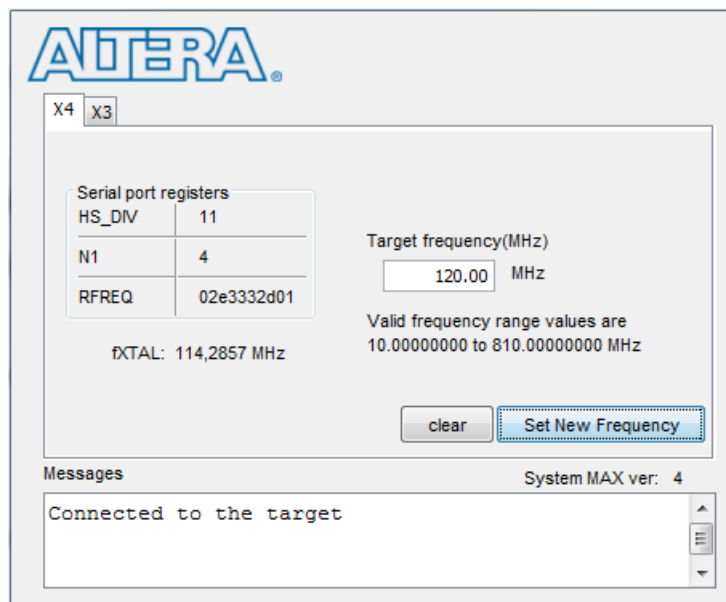 ALTERA®
X4 X3
Serial port registers
HS_DIV 11
N1 4
RFREQ 02e3332d01
fXTAL: 114,2857 MHz
Target frequency(MHz)
120.00 MHz
Valid frequency range values are
10.00000000 to 810.00000000 MHz
clear Set New Frequency
Messages System MAX ver: 4
Connected to the target